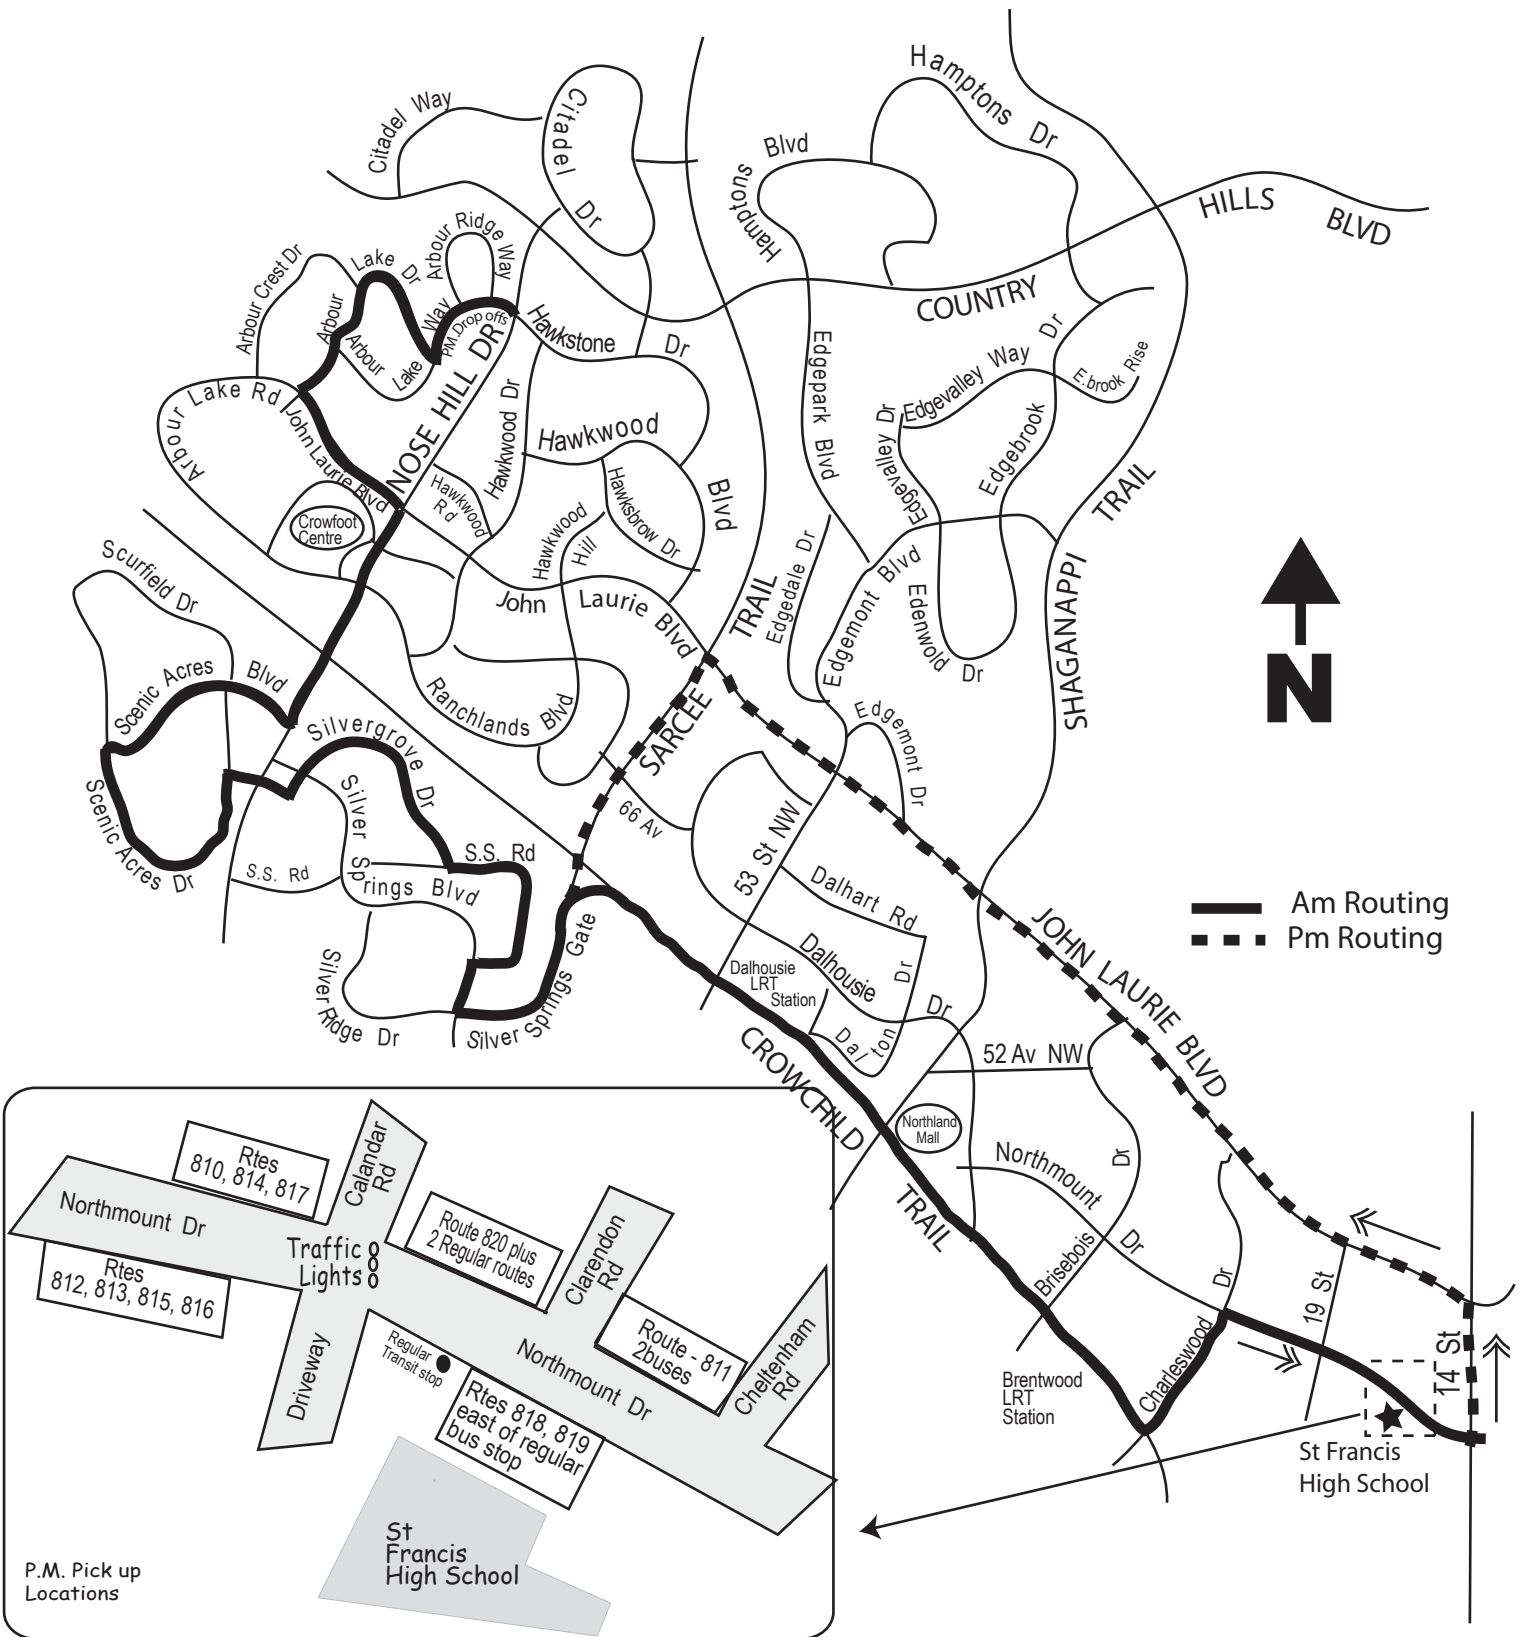 Citadel Way
Citadel Dr
Hamptons Dr
Hamptons Blvd
COUNTRY HILLS BLVD
Arbour Ridge Way
Arbour Crest Dr
Arbour Lake Dr
Arbour Lake Way
P.M. Drop offs
Hawkstone Dr
Arbour Lake Rd
John Laurie Blvd
NOSE HILL DR
Hawkwood Dr
Hawkwood Blvd
Hawkwood
Rd
Hawksbrow Dr
Hawkwood
Hill
Crowfoot
Centre
John Laurie Blvd
Edgepark Blvd
Edgevalley Way
Edgevalley Dr
Edgebrook Dr
E.brook Rise
Edgedale Dr
Edgemont Blvd
Edenwold Dr
Edgemont Dr
SHAGANAPPI TRAIL
SARCEE TRAIL
N
Scurfield Dr
Scenic Acres Blvd
Scenic Acres Dr
Silvergrove Dr
Silver Springs Blvd
S.S. Rd
S.S. Rd
Silver Ridge Dr
Silver Springs Gate
Ranchlands Blvd
66 Av
53 St NW
Dalhart Rd
Dalhousie Dr
Dalton Dr
Dalhousie
LRT
Station
CROWCHILD TRAIL
52 Av NW
Northland
Mall
Northmount Dr
Brisebois Dr
Charleswood Dr
JOHN LAURIE BLVD
19 St
14 St
Brentwood
LRT
Station
St Francis
High School
Am Routing
Pm Routing
Rtes
810, 814, 817
Calandar
Rd
Northmount Dr
Rtes
812, 813, 815, 816
Traffic
Lights
Route 820 plus
2 Regular routes
Clarendon
Rd
Route - 811
2buses
Cheltenham
Rd
Driveway
Regular
Transit stop
Northmount Dr
Rtes 818, 819
east of regular
bus stop
St
Francis
High School
P.M. Pick up
Locations